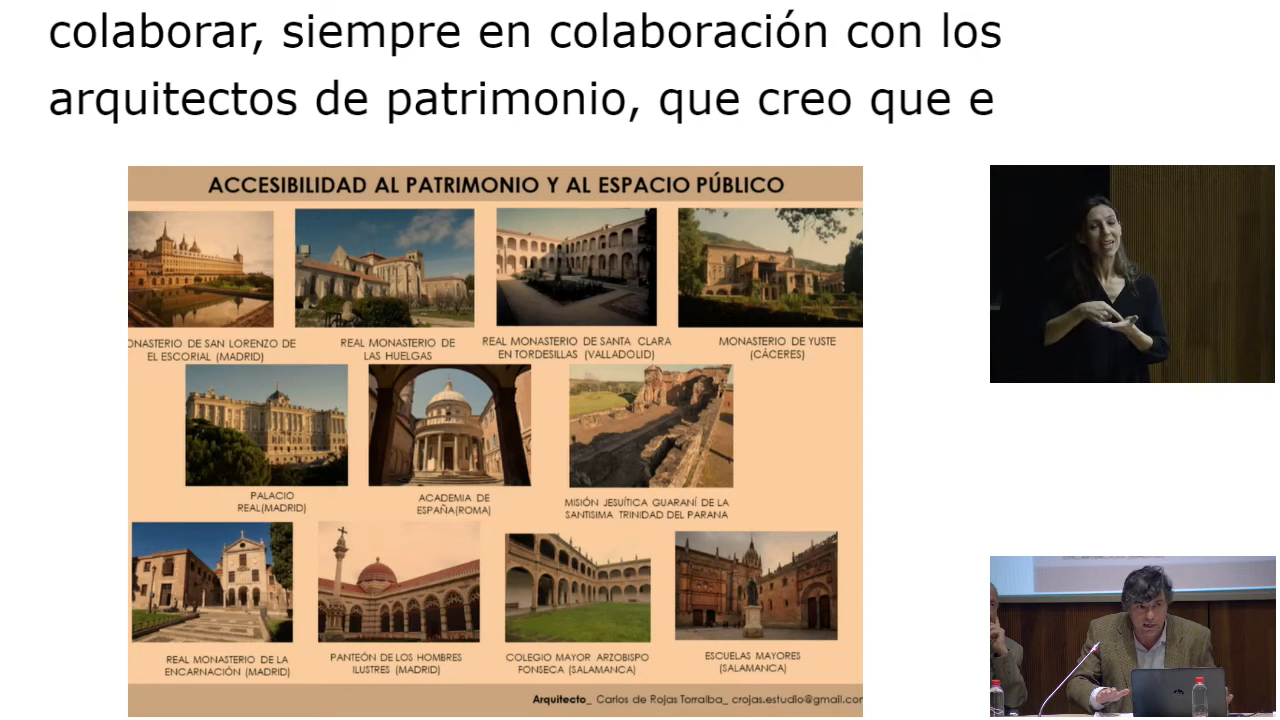 colaborar, siempre en colaboración con los
arquitectos de patrimonio, que creo que e
ACCESIBILIDAD AL PATRIMONIO Y AL ESPACIO PÚBLICO
ONASTERIO DE SAN LORENZO DE
EL ESCORIAL (MADRID)
REAL MONASTERIO DE
LAS HUELGAS
REAL MONASTERIO DE SANTA CLARA
EN TORDESILLAS (VALLADOLID)
MONASTERIO DE YUSTE
(CÁCERES)
PALACIO
REAL(MADRID)
ACADEMIA DE
ESPAÑA(ROMA)
MISIÓN JESUÍTICA GUARANÍ DE LA
SANTISIMA TRINIDAD DEL PARANA
REAL MONASTERIO DE LA
ENCARNACIÓN (MADRID)
PANTEÓN DE LOS HOMBRES
ILUSTRES (MADRID)
COLEGIO MAYOR ARZOBISPO
FONSECA (SALAMANCA)
ESCUELAS MAYORES
(SALAMANCA)
Arquitecto_ Carlos de Rojas Torralba_ crojas.estudio@gmail.com